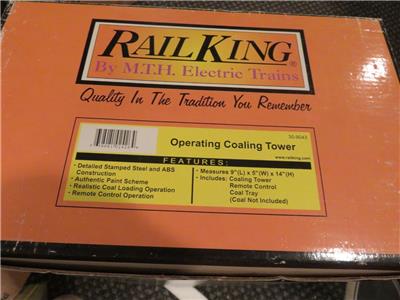 RAILKING®
By M.T.H. Electric Trains
Quality In The Tradition You Remember
Operating Coaling Tower
30-9043
www.railking.com
FEATURES:
• Detailed Stamped Steel and ABS
Construction
• Authentic Paint Scheme
• Realistic Coal Loading Operation
• Remote Control Operation
• Measures 9"(L) x 5"(W) x 14"(H)
• Includes: Coaling Tower
Remote Control
Coal Tray
(Coal Not Included)